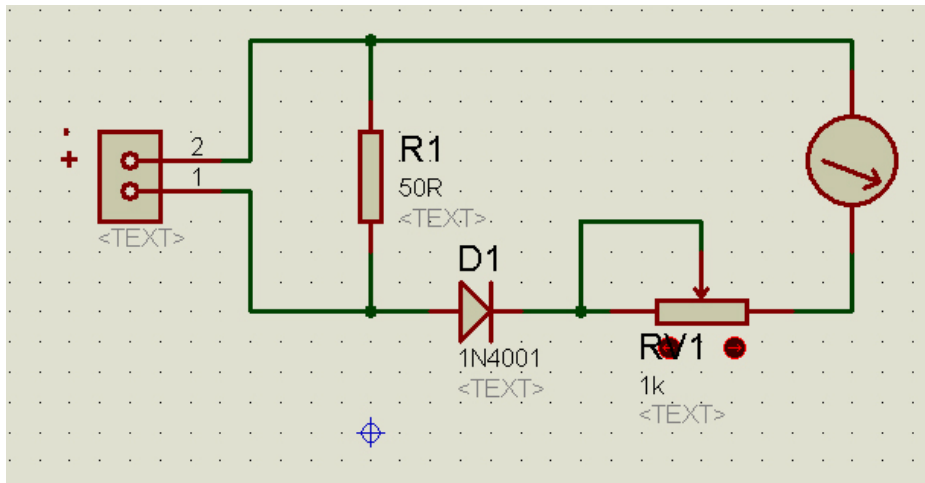 2
1
+
<TEXT>
R1
50R
<TEXT>
D1
1N4001
<TEXT>
RV1
1k
<TEXT>